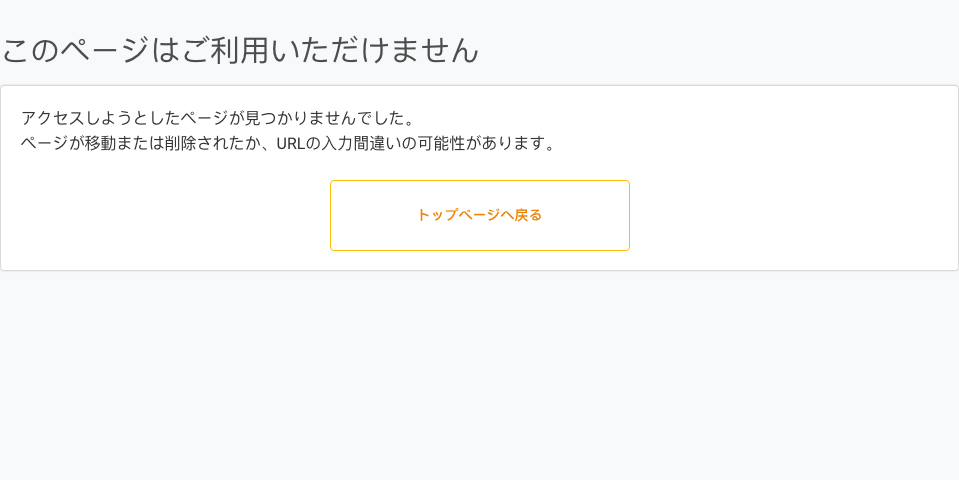 このページはご利用いただけません
アクセスしようとしたページが見つかりませんでした。
ページが移動または削除されたか、URLの入力間違いの可能性があります。
トップページへ戻る